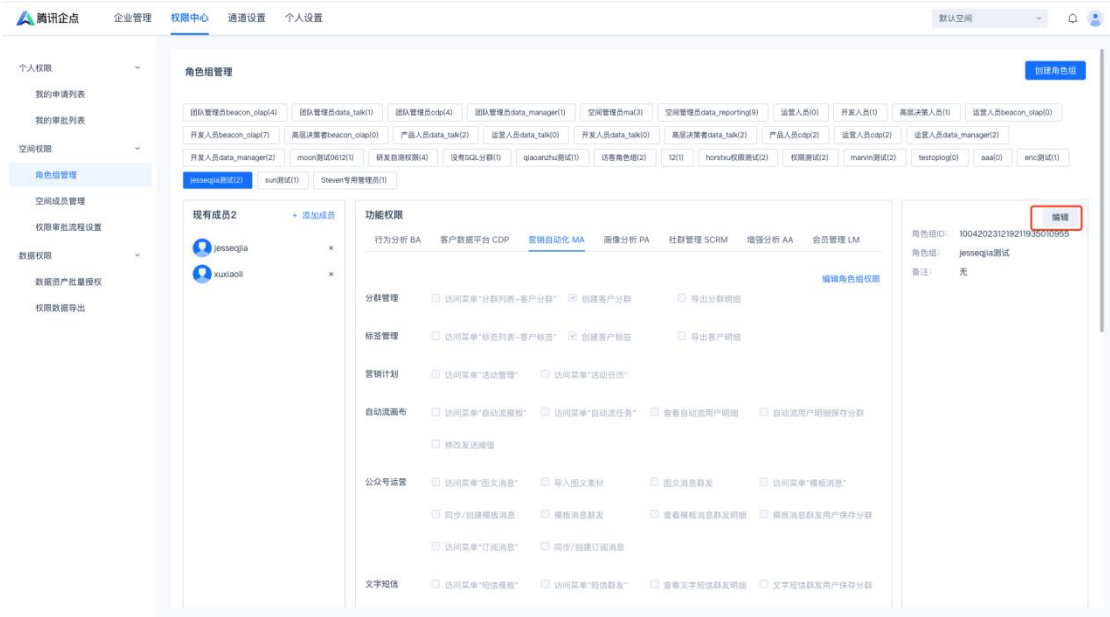 腾讯企点 企业管理 权限中心 通道设置 个人设置 默认空间
个人权限
我的申请列表
我的审批列表
空间权限
角色组管理
空间成员管理
权限审批流程设置
数据权限
数据资产批量授权
权限数据导出
角色组管理 创建角色组
团队管理员beacon_olap(4) 团队管理员data_talk(1) 团队管理员cdp(4) 团队管理员data_manager(1) 空间管理员ma(3) 空间管理员data_reporting(9) 运营人员(0) 开发人员(1) 高层决策人员(1) 运营人员beacon_olap(0)
开发人员beacon_olap(7) 高层决策者beacon_olap(0) 产品人员data_talk(2) 运营人员data_talk(0) 开发人员data_talk(0) 高层决策者data_talk(2) 产品人员cdp(2) 运营人员cdp(2) 运营人员data_manager(2)
开发人员data_manager(2) moon测试0612(1) 研发自测权限(4) 没有SQL分群(1) qiaoanzhu测试(1) 访客角色组(2) 12(1) horstxu权限测试(2) 权限测试(2) marvin测试(2) testoplog(0) aaa(0) eric测试(1)
jesseqjia测试(2) sun测试(1) Steven专用管理员(1)
现有成员2 + 添加成员
jesseqjia ×
xuxiaoli ×
功能权限
行为分析 BA 客户数据平台 CDP 营销自动化 MA 画像分析 PA 社群管理 SCRM 增强分析 AA 会员管理 LM
编辑角色组权限
分群管理 访问菜单“分群列表-客户分群” 创建客户分群 导出分群明细
标签管理 访问菜单“标签列表-客户标签” 创建客户标签 导出客户明细
营销计划 访问菜单“活动管理” 访问菜单“活动日历”
自动流画布 访问菜单“自动流模板” 访问菜单“自动流任务” 查看自动流用户明细 自动流用户明细保存分群
修改发送阈值
公众号运营 访问菜单“图文消息” 导入图文素材 图文消息群发 访问菜单“模板消息”
同步/创建模板消息 模板消息群发 查看模板消息群发明细 模板消息群发用户保存分群
访问菜单“订阅消息” 同步/创建订阅消息
文字短信 访问菜单“短信模板” 访问菜单“短信群发” 查看文字短信群发明细 文字短信群发用户保存分群
编辑
角色组ID: 100420231219211935010955
角色组: jesseqjia测试
备注: 无